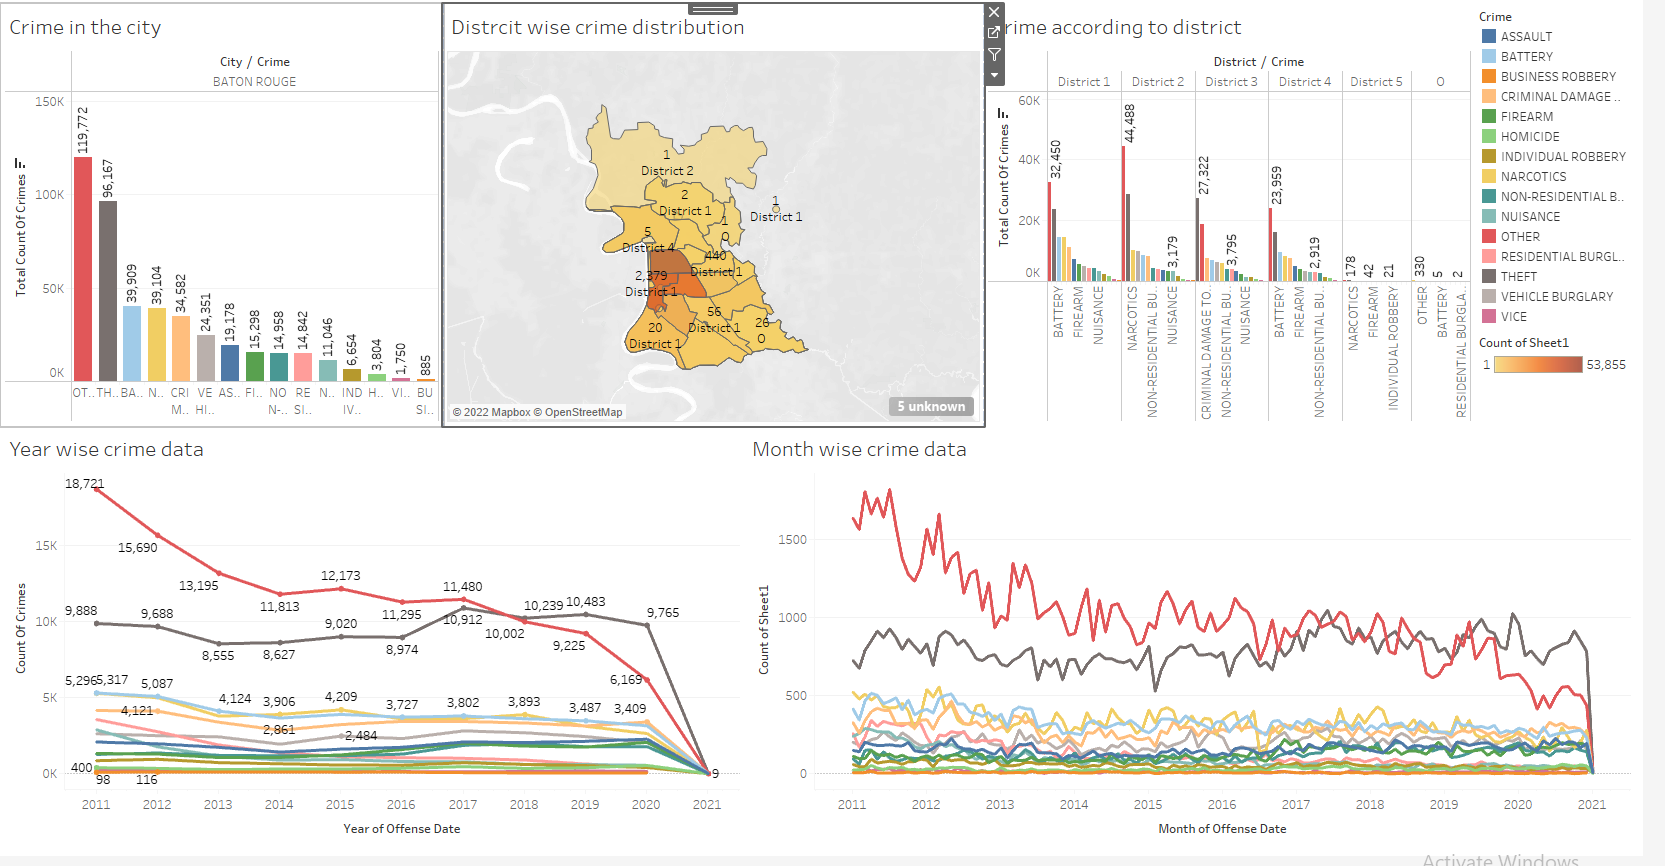 Crime in the city
City / Crime
BATON ROUGE
Total Count Of Crimes
150K
100K
50K
0K
119,772
96,167
39,909
39,104
34,582
24,351
19,178
15,298
14,958
14,842
11,046
6,654
3,804
1,750
885
OT..
TH..
BA..
N..
CRI M..
VE HI..
AS..
FI..
NO N-..
RE SI..
N..
IND IV..
H..
VI..
BU SI..
Distrcit wise crime distribution
1
District 2
2
District 1
1
District 1
1
O
5
District 4
440
District 1
2,379
District 1
56
District 1
26
O
20
District 1
© 2022 Mapbox © OpenStreetMap
5 unknown
rime according to district
District / Crime
District 1
District 2
District 3
District 4
District 5
O
Total Count Of Crimes
60K
40K
20K
0K
32,450
44,488
3,179
27,322
3,795
23,959
2,919
178
42
21
330
5
2
BATTERY
FIREARM
NUISANCE
NARCOTICS
NON-RESIDENTIAL BU..
NUISANCE
CRIMINAL DAMAGE TO..
NON-RESIDENTIAL BU..
NUISANCE
BATTERY
FIREARM
NON-RESIDENTIAL BU..
NARCOTICS
FIREARM
INDIVIDUAL ROBBERY
OTHER
BATTERY
RESIDENTIAL BURGLA..
Crime
ASSAULT
BATTERY
BUSINESS ROBBERY
CRIMINAL DAMAGE ..
FIREARM
HOMICIDE
INDIVIDUAL ROBBERY
NARCOTICS
NON-RESIDENTIAL B..
NUISANCE
OTHER
RESIDENTIAL BURGL..
THEFT
VEHICLE BURGLARY
VICE
Count of Sheet1
1
53,855
Year wise crime data
Count Of Crimes
15K
10K
5K
0K
18,721
15,690
13,195
11,813
12,173
11,295
11,480
10,002
9,225
6,169
9,888
9,688
8,555
8,627
9,020
8,974
10,912
10,239
10,483
9,765
5,296
5,317
5,087
4,124
3,906
4,209
3,727
3,802
3,893
3,487
3,409
4,121
2,861
2,484
400
98
116
9
2011
2012
2013
2014
2015
2016
2017
2018
2019
2020
2021
Year of Offense Date
Month wise crime data
Count of Sheet1
1500
1000
500
0
2011
2012
2013
2014
2015
2016
2017
2018
2019
2020
2021
Month of Offense Date
Activate Windows